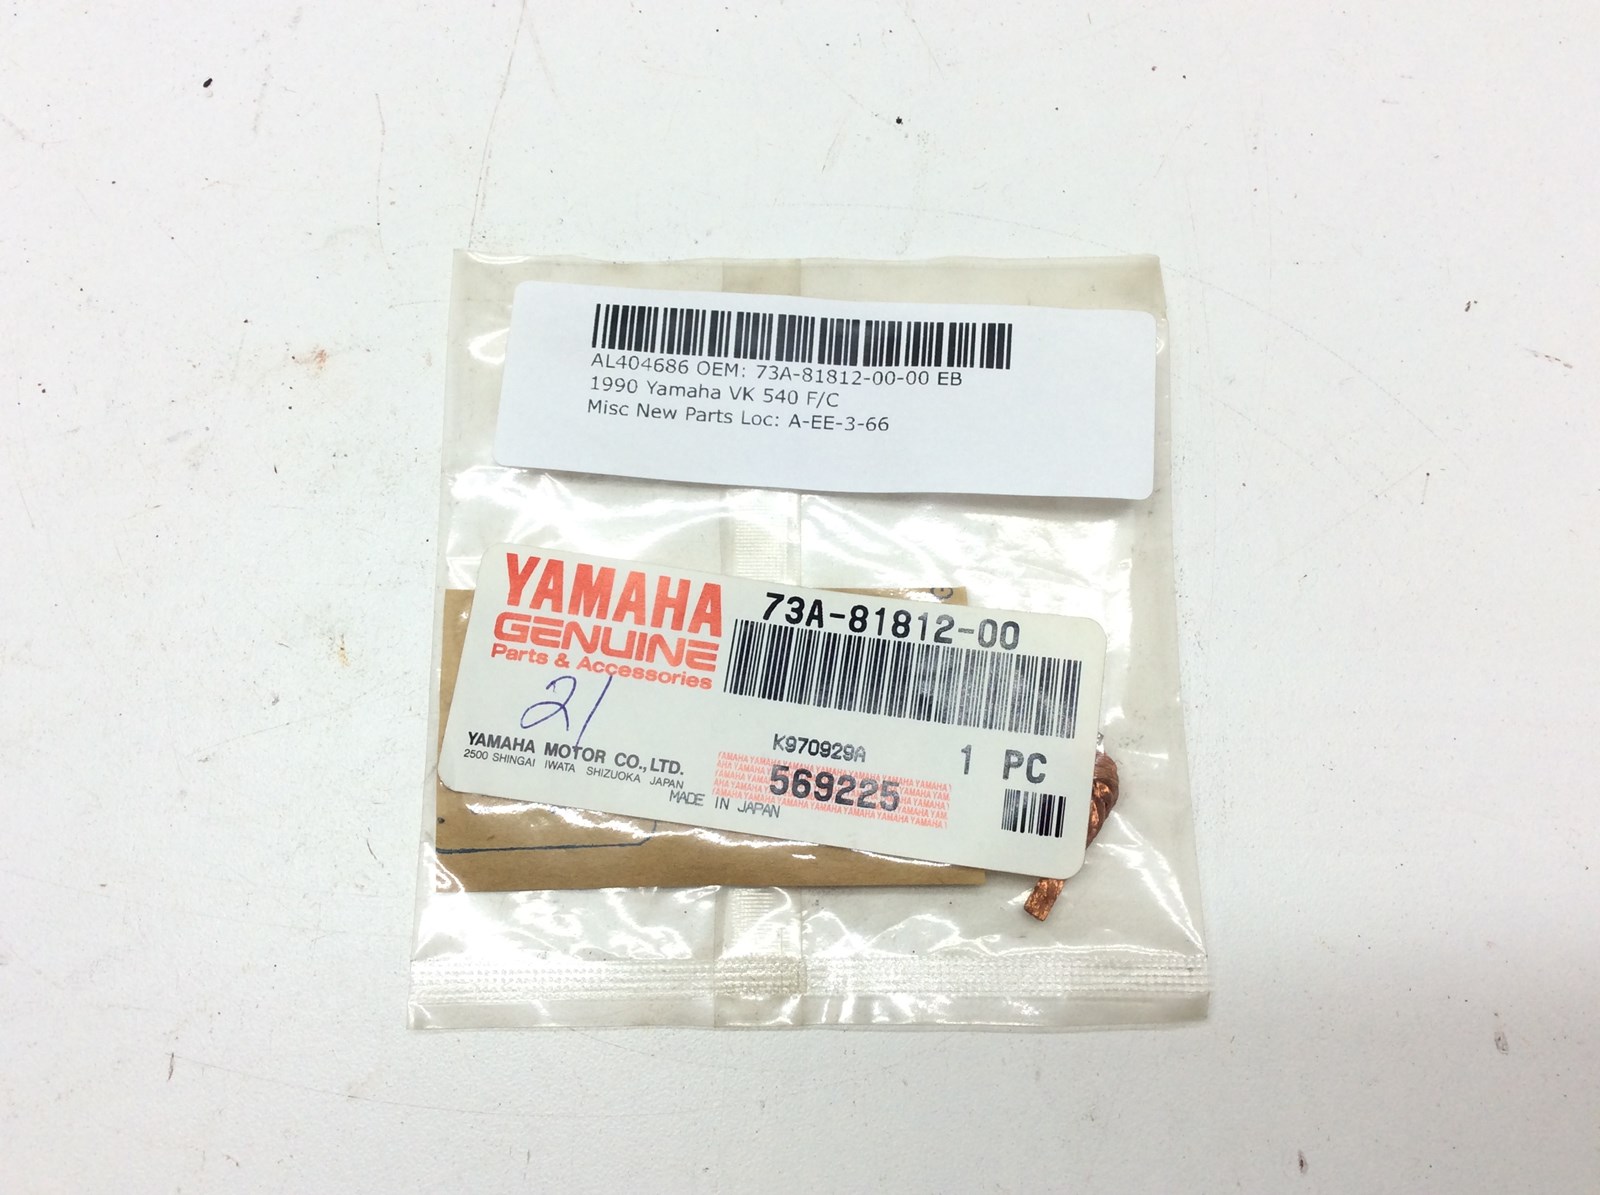 AL404686 OEM: 73A-81812-00-00 EB
1990 Yamaha VK 540 F/C
Misc New Parts Loc: A-EE-3-66
YAMAHA
GENUINE
Parts & Accessories
73A-81812-00
21
K970929A
1 PC
YAMAHA MOTOR CO., LTD.
2500 SHINGAI IWATA SHIZUOKA JAPAN
MADE IN JAPAN
569225